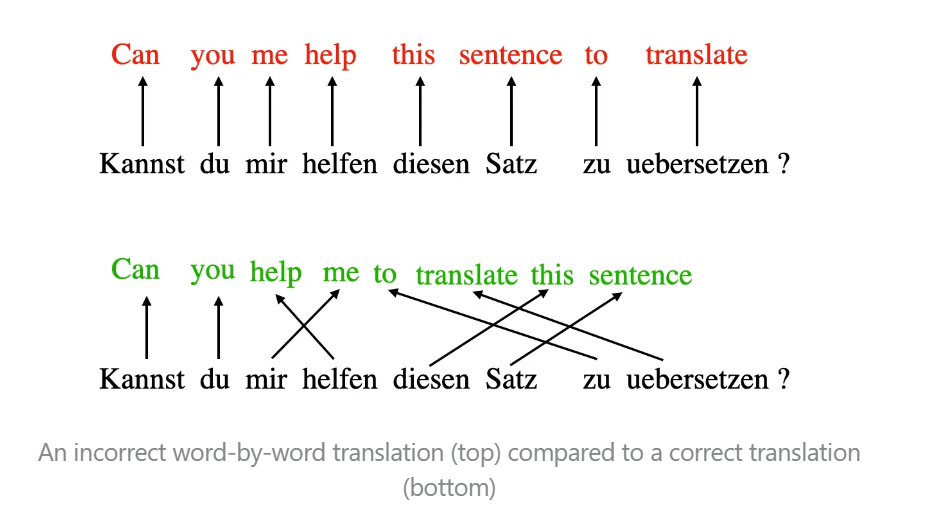 Can you me help this sentence to translate
Kannst du mir helfen diesen Satz zu uebersetzen ?
Can you help me to translate this sentence
Kannst du mir helfen diesen Satz zu uebersetzen ?
An incorrect word-by-word translation (top) compared to a correct translation
(bottom)